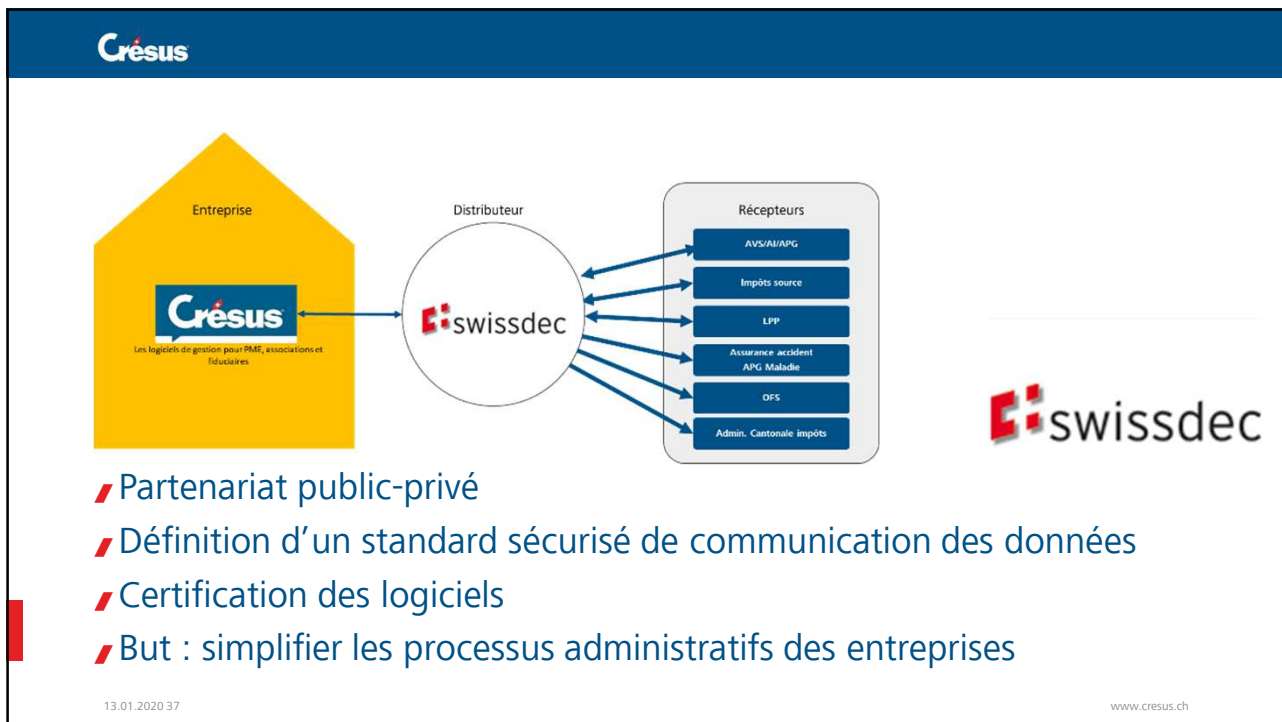 Crésus
Entreprise
Distributeur
Récepteurs
Crésus
Les logiciels de gestion pour PME, associations et
fiduciaires
swissdec
AVS/AI/APG
Impôts source
LPP
Assurance accident
APG Maladie
OFS
Admin. Cantonale impôts
swissdec
Partenariat public-privé
Définition d’un standard sécurisé de communication des données
Certification des logiciels
But : simplifier les processus administratifs des entreprises
13.01.2020 37
www.cresus.ch